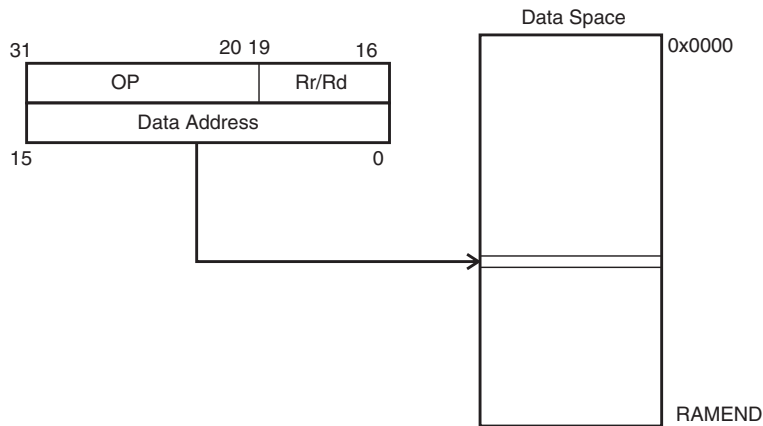 Data Space
31 20 19 16
0x0000
OP Rr/Rd
Data Address
15 0
RAMEND